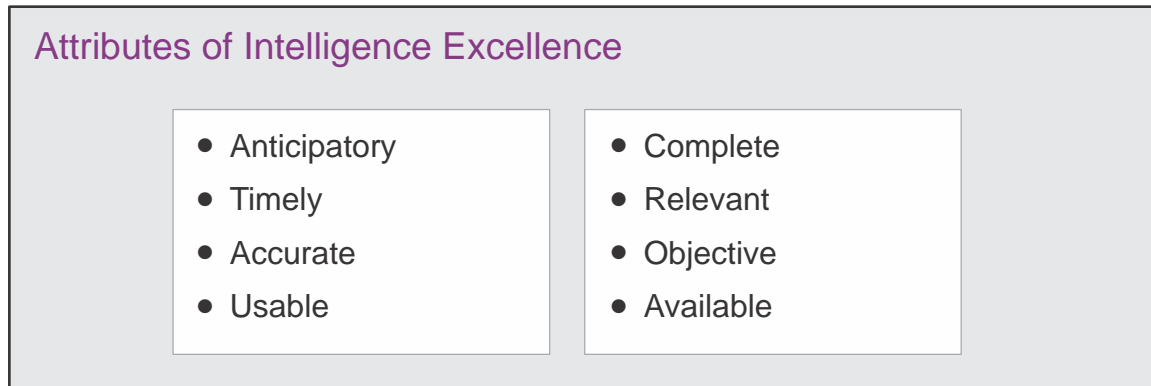 Attributes of Intelligence Excellence
• Anticipatory
• Timely
• Accurate
• Usable
• Complete
• Relevant
• Objective
• Available